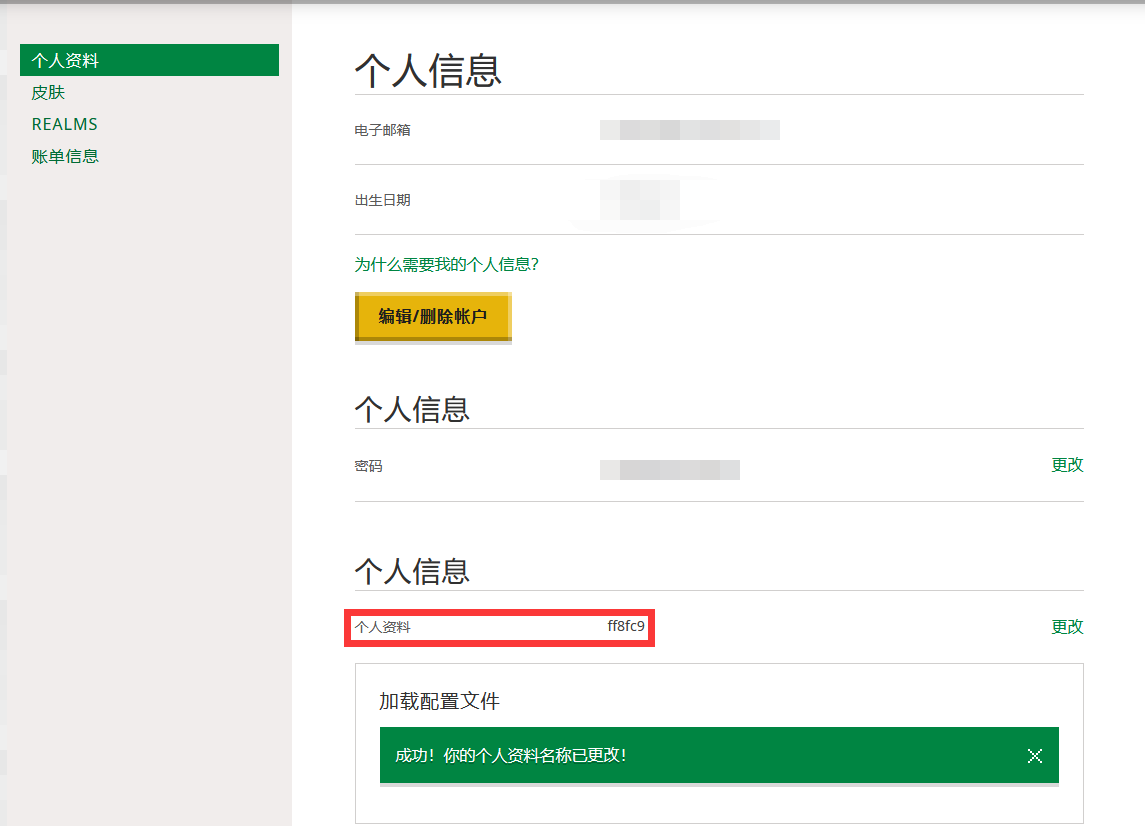 个人资料
皮肤
REALMS
账单信息
个人信息
电子邮箱
出生日期
为什么需要我的个人信息?
编辑/删除帐户
个人信息
密码 更改
个人信息
个人资料 ff8fc9 更改
加载配置文件
成功！你的个人资料名称已更改！